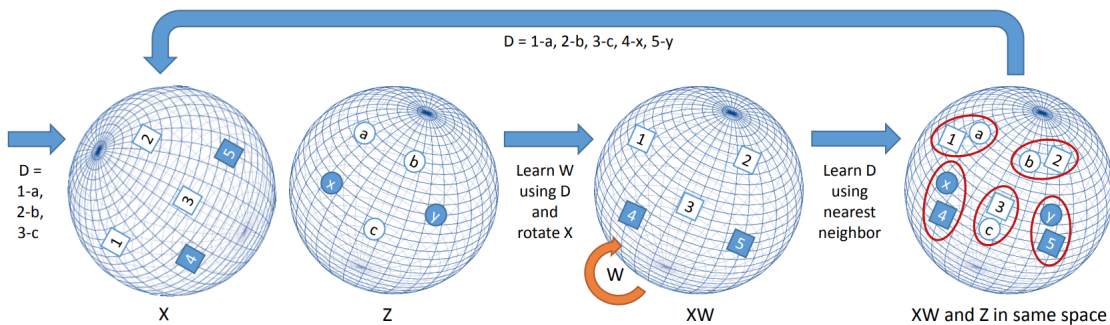 D = 1-a, 2-b, 3-c, 4-x, 5-y
D =
1-a,
2-b,
3-c
2
5
3
1
4
X
a
b
x
y
c
Z
Learn W
using D
and
rotate X
1
2
3
4
5
W
XW
Learn D
using
nearest
neighbor
1 a
b 2
x
4
3
c
y
5
XW and Z in same space